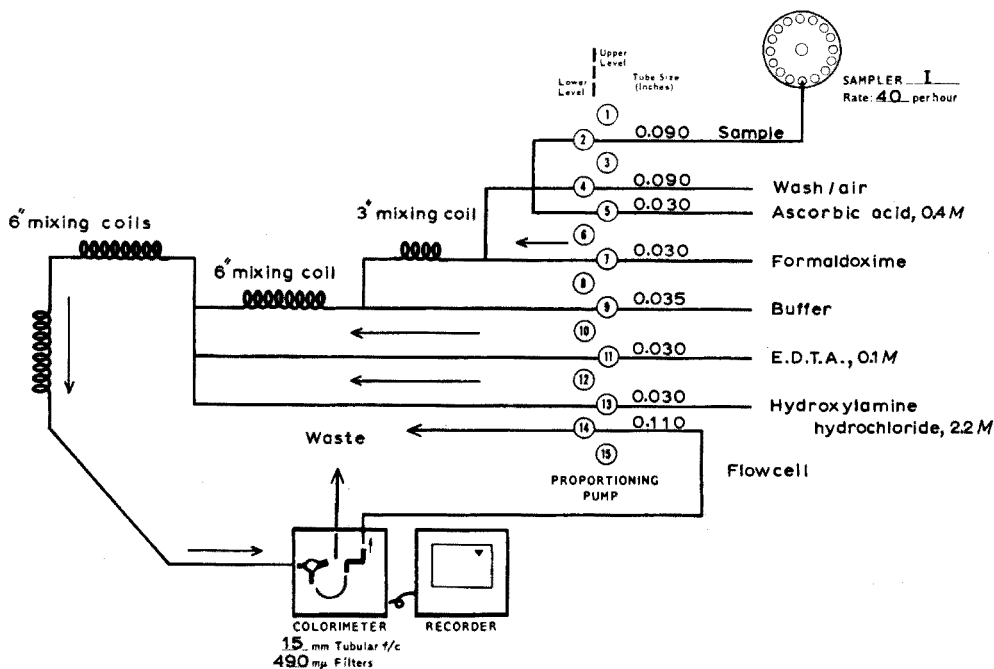 Upper
Level
Lower
Level
Tube Size
(Inches)
SAMPLER I
Rate: 40 per hour
1
2 0.090 Sample
3
4 0.090 Wash/air
5 0.030 Ascorbic acid, 0.4M
6
7 0.030 Formaldoxime
8
9 0.035 Buffer
10
11 0.030 E.D.T.A., 0.1M
12
13 0.030 Hydroxylamine
hydrochloride, 2.2M
14 0.110
15
PROPORTIONING
PUMP
Flowcell
3" mixing coil
6" mixing coils
6" mixing coil
Waste
COLORIMETER
15 mm Tubular f/c
490 mµ Filters
RECORDER